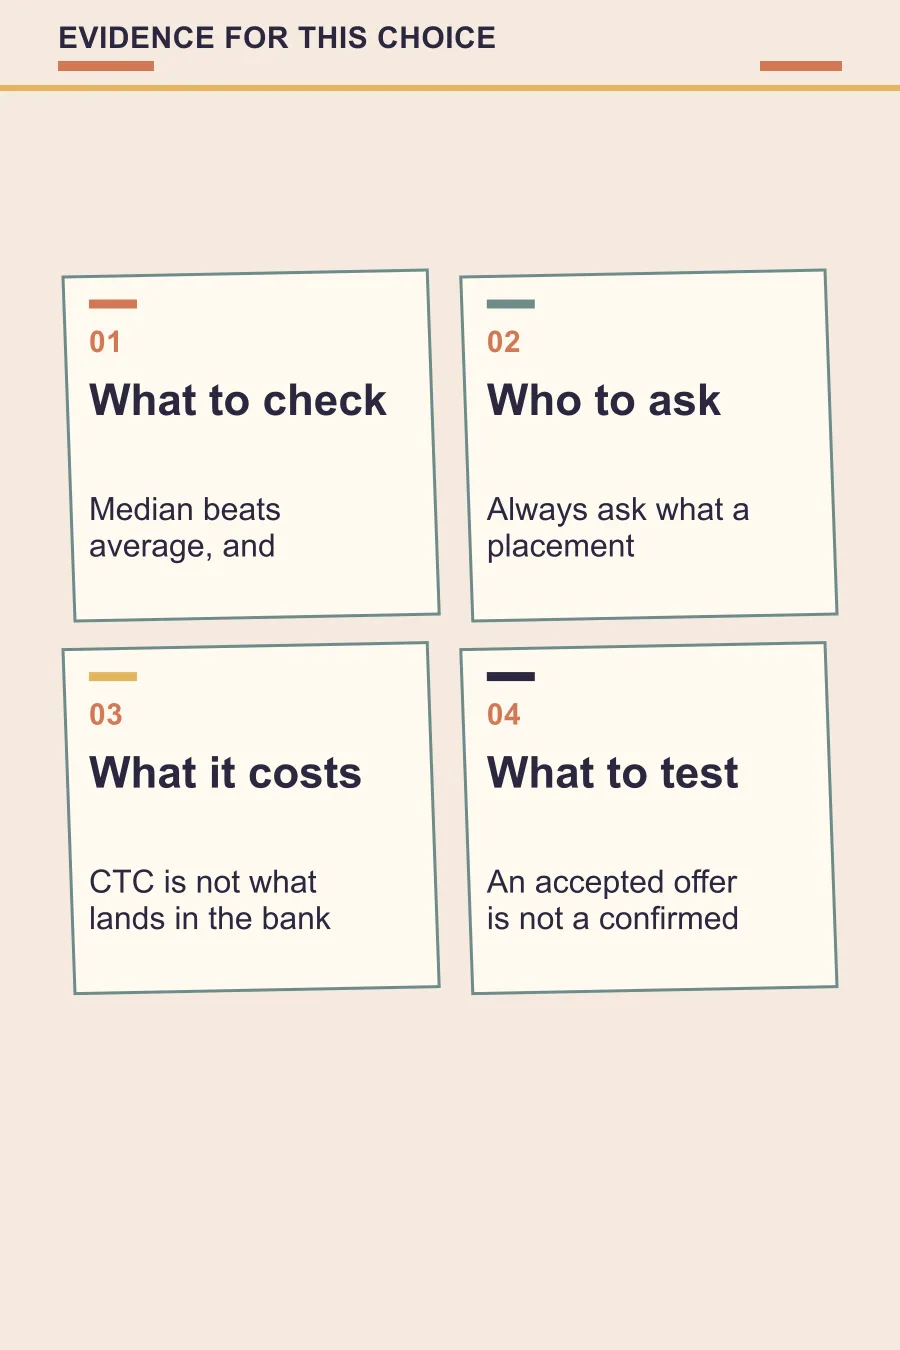 EVIDENCE FOR THIS CHOICE
01
What to check
Median beats
average, and
02
Who to ask
Always ask what a
placement
03
What it costs
CTC is not what
lands in the bank
04
What to test
An accepted offer
is not a confirmed